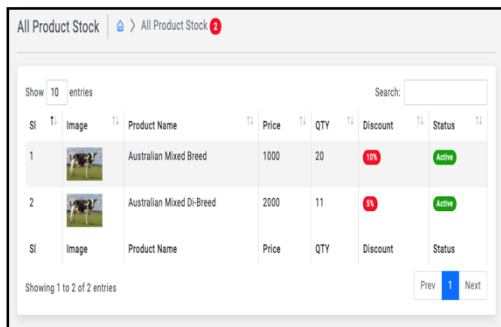 All Product Stock > All Product Stock 2
Show 10 entries Search:
Sl Image Product Name Price QTY Discount Status
1 Australian Mixed Breed 1000 20 10% Active
2 Australian Mixed Di-Breed 2000 11 5% Active
Sl Image Product Name Price QTY Discount Status
Showing 1 to 2 of 2 entries Prev 1 Next